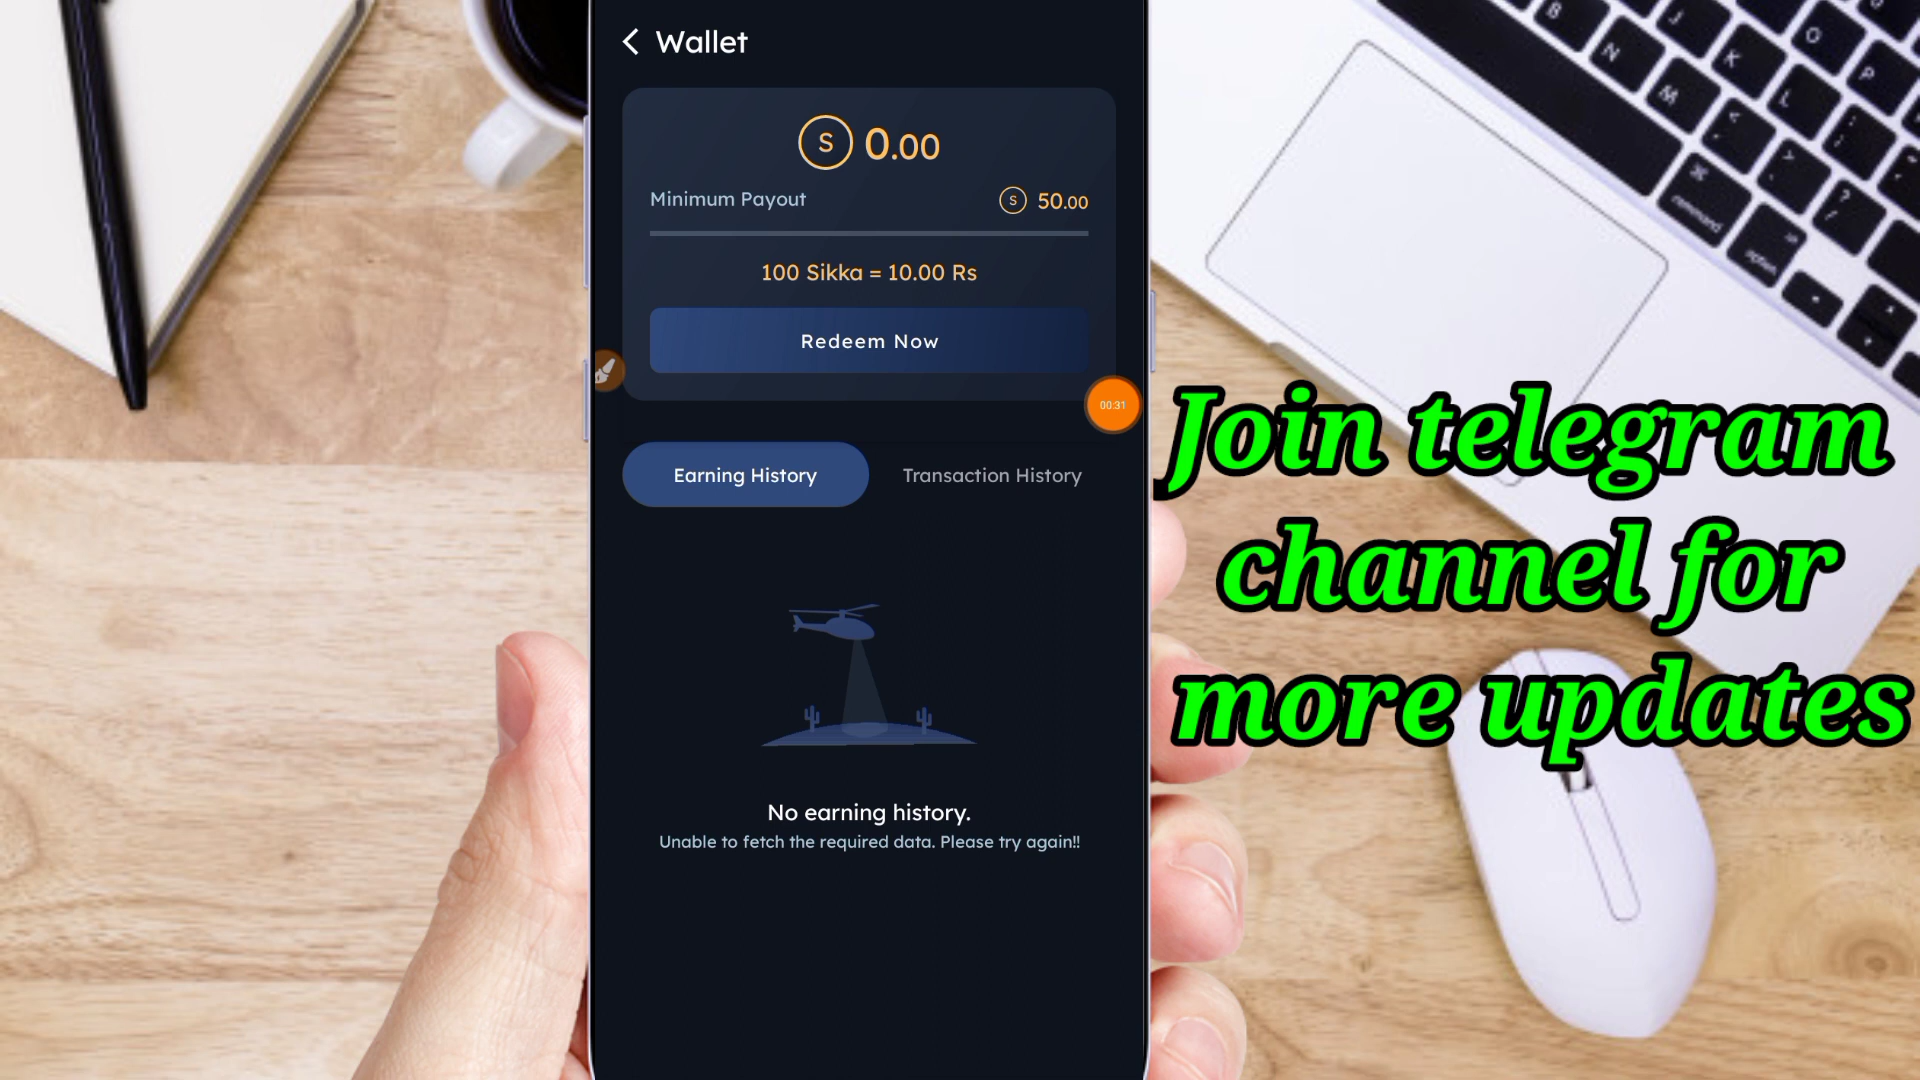 Wallet
S 0.00
Minimum Payout S 50.00
100 Sikka = 10.00 Rs
Redeem Now
00:31
Earning History Transaction History
No earning history.
Unable to fetch the required data. Please try again!!
Join telegram
channel for
more updates
B
N
M
J
K
L
O
P
<
,
>
.
?
/
:
;
⌘
command
option